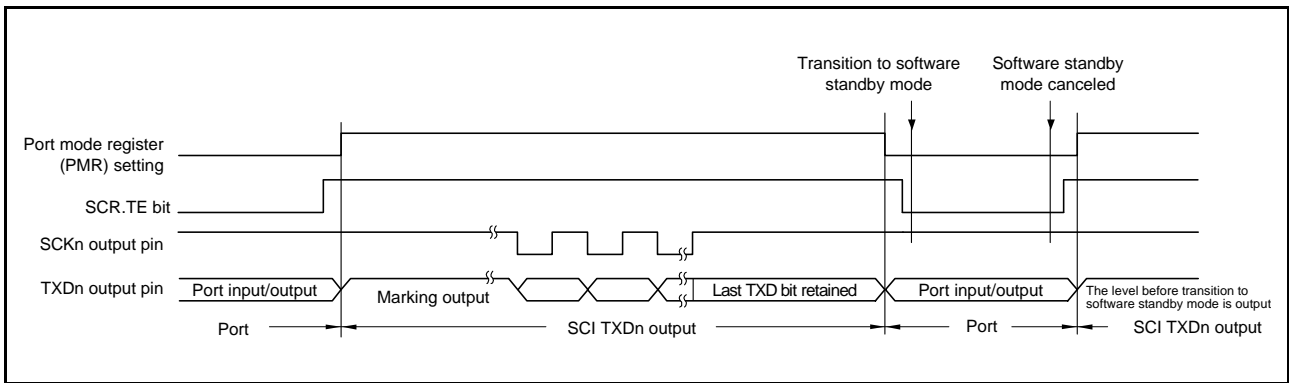 Transition to software
standby mode
Software standby
mode canceled
Port mode register
(PMR) setting
SCR.TE bit
SCKn output pin
TXDn output pin
Port input/output
Marking output
Last TXD bit retained
Port input/output
The level before transition to
software standby mode is output
Port
SCI TXDn output
Port
SCI TXDn output